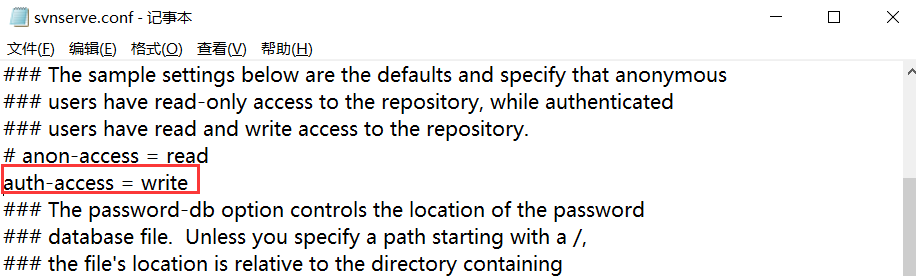 svnserve.conf - 记事本
文件(F) 编辑(E) 格式(O) 查看(V) 帮助(H)
### The sample settings below are the defaults and specify that anonymous
### users have read-only access to the repository, while authenticated
### users have read and write access to the repository.
# anon-access = read
auth-access = write
### The password-db option controls the location of the password
### database file.  Unless you specify a path starting with a /,
### the file's location is relative to the directory containing